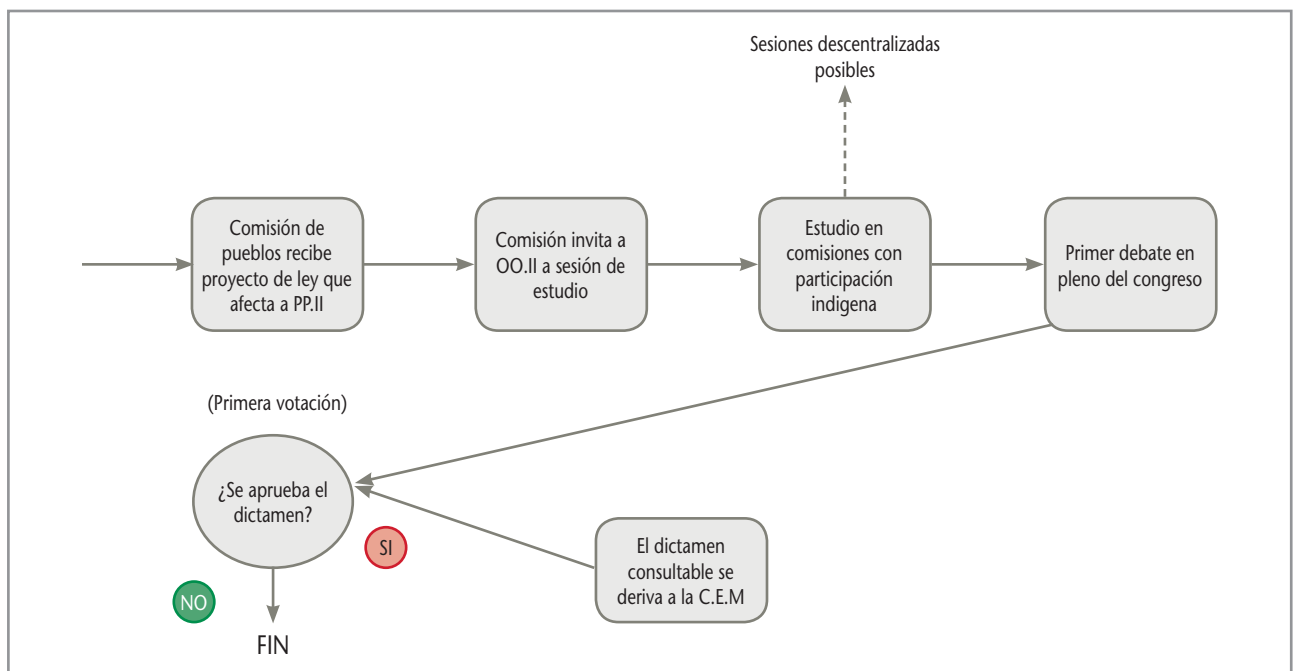 Sesiones descentralizadas
posibles
Comisión de
pueblos recibe
proyecto de ley que
afecta a PP.II
Comisión invita a
OO.II a sesión de
estudio
Estudio en
comisiones con
participación
indigena
Primer debate en
pleno del congreso
(Primera votación)
¿Se aprueba el
dictamen?
SI
NO
FIN
El dictamen
consultable se
deriva a la C.E.M